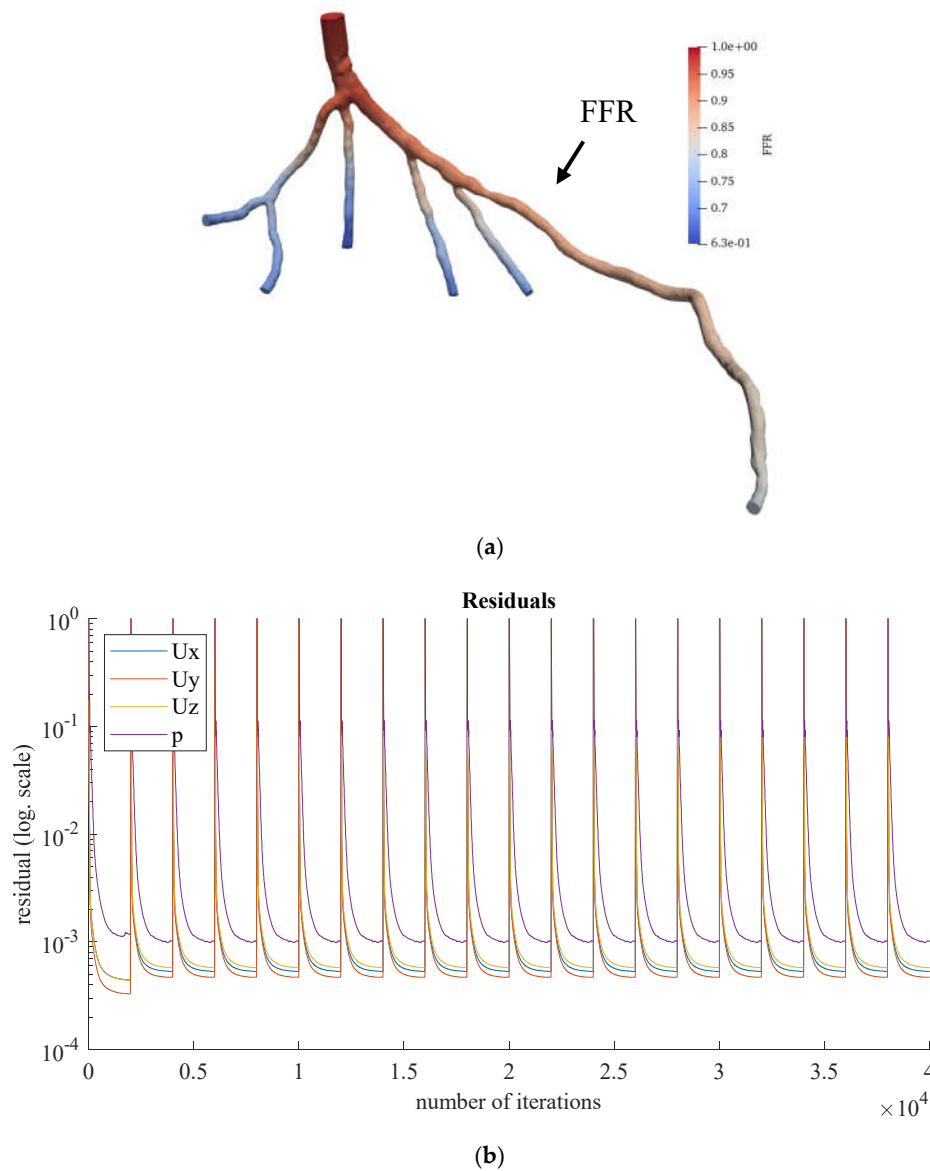 FFR
1.0e+00
0.95
0.9
0.85
0.8
0.75
0.7
6.3e-01
FFR
(a)
Residuals
Ux
Uy
Uz
p
10^0
10^-1
10^-2
10^-3
10^-4
residual (log. scale)
0 0.5 1 1.5 2 2.5 3 3.5 4
×10^4
number of iterations
(b)